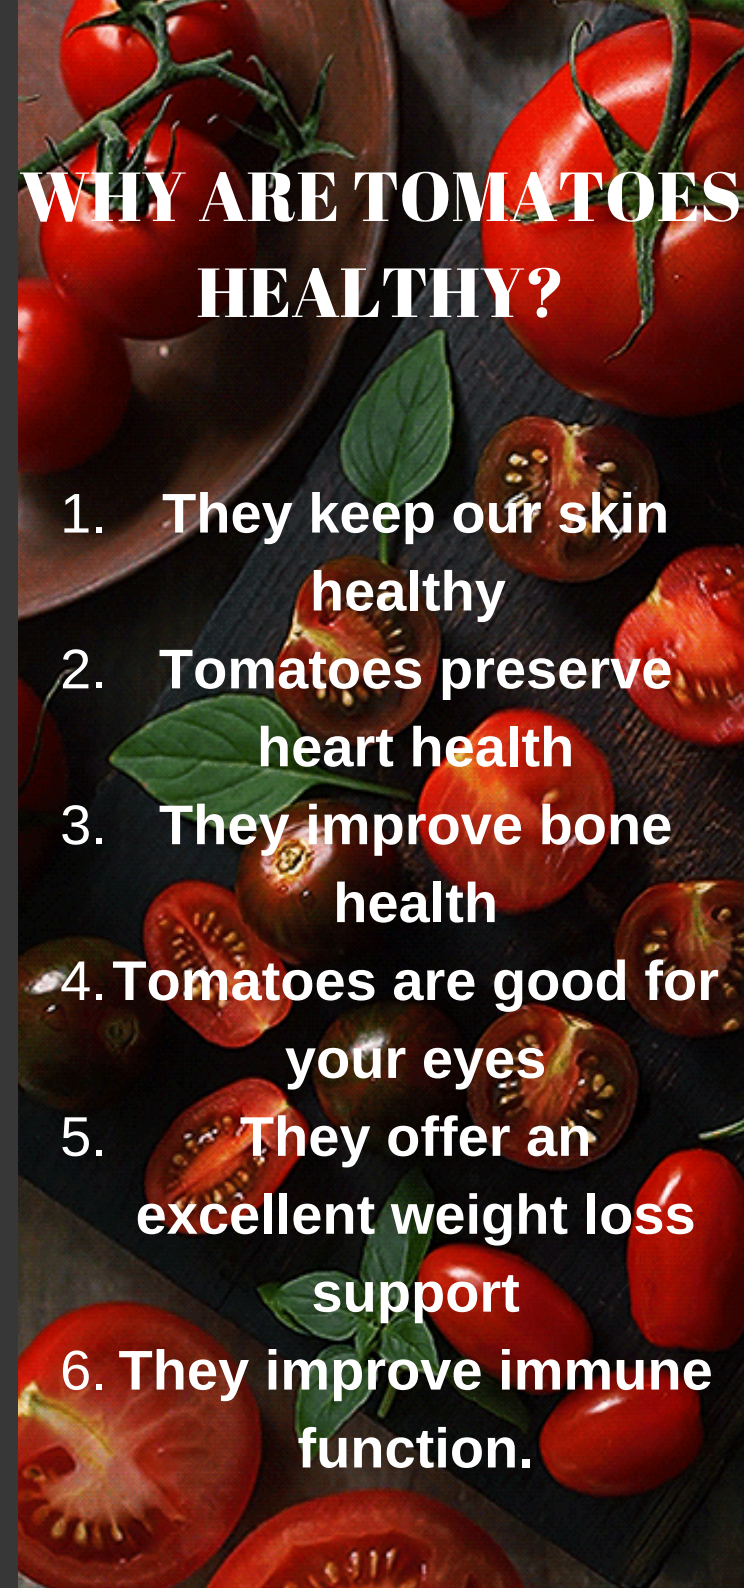 WHY ARE TOMATOES
HEALTHY?
1. They keep our skin
healthy
2. Tomatoes preserve
heart health
3. They improve bone
health
4. Tomatoes are good for
your eyes
5. They offer an
excellent weight loss
support
6. They improve immune
function.